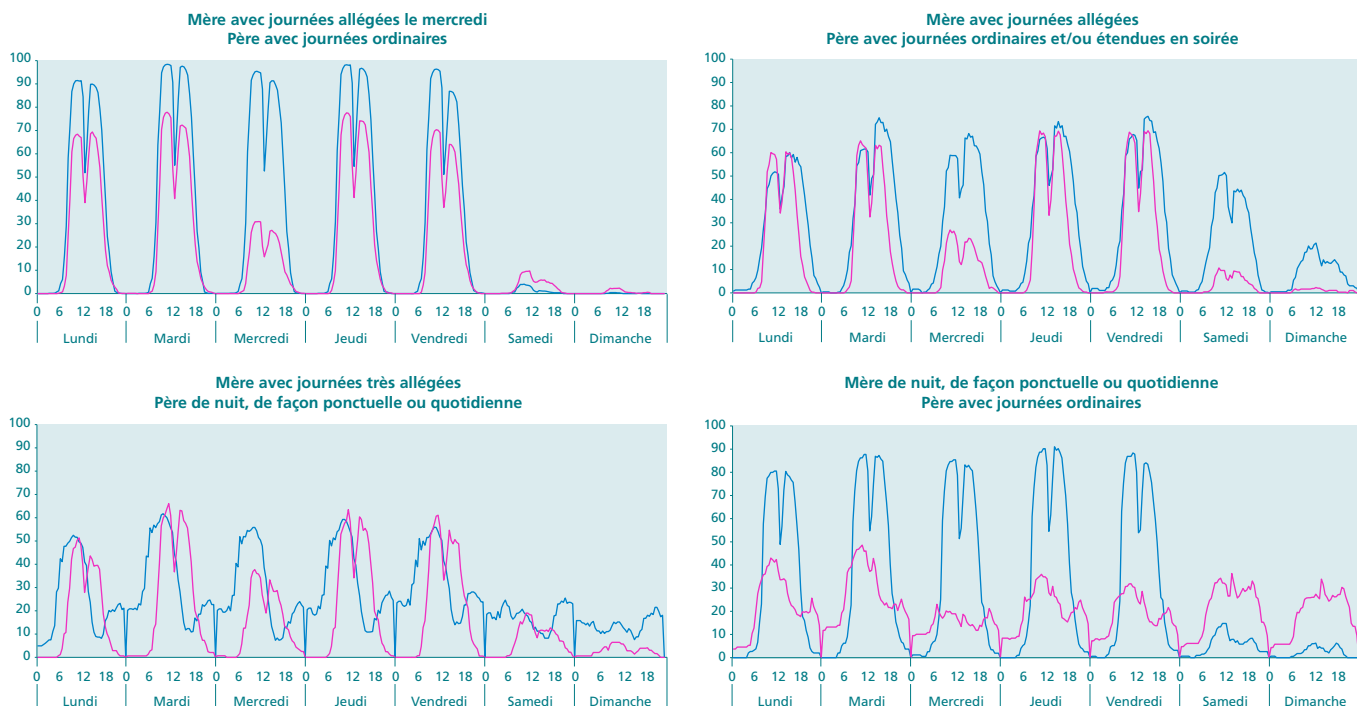 Mère avec journées allégées le mercredi
Père avec journées ordinaires
100
90
80
70
60
50
40
30
20
10
0
0 6 12 18 0 6 12 18 0 6 12 18 0 6 12 18 0 6 12 18 0 6 12 18 0 6 12 18
Lundi Mardi Mercredi Jeudi Vendredi Samedi Dimanche
Mère avec journées allégées
Père avec journées ordinaires et/ou étendues en soirée
100
90
80
70
60
50
40
30
20
10
0
0 6 12 18 0 6 12 18 0 6 12 18 0 6 12 18 0 6 12 18 0 6 12 18 0 6 12 18
Lundi Mardi Mercredi Jeudi Vendredi Samedi Dimanche
Mère avec journées très allégées
Père de nuit, de façon ponctuelle ou quotidienne
100
90
80
70
60
50
40
30
20
10
0
0 6 12 18 0 6 12 18 0 6 12 18 0 6 12 18 0 6 12 18 0 6 12 18 0 6 12 18
Lundi Mardi Mercredi Jeudi Vendredi Samedi Dimanche
Mère de nuit, de façon ponctuelle ou quotidienne
Père avec journées ordinaires
100
90
80
70
60
50
40
30
20
10
0
0 6 12 18 0 6 12 18 0 6 12 18 0 6 12 18 0 6 12 18 0 6 12 18 0 6 12 18
Lundi Mardi Mercredi Jeudi Vendredi Samedi Dimanche